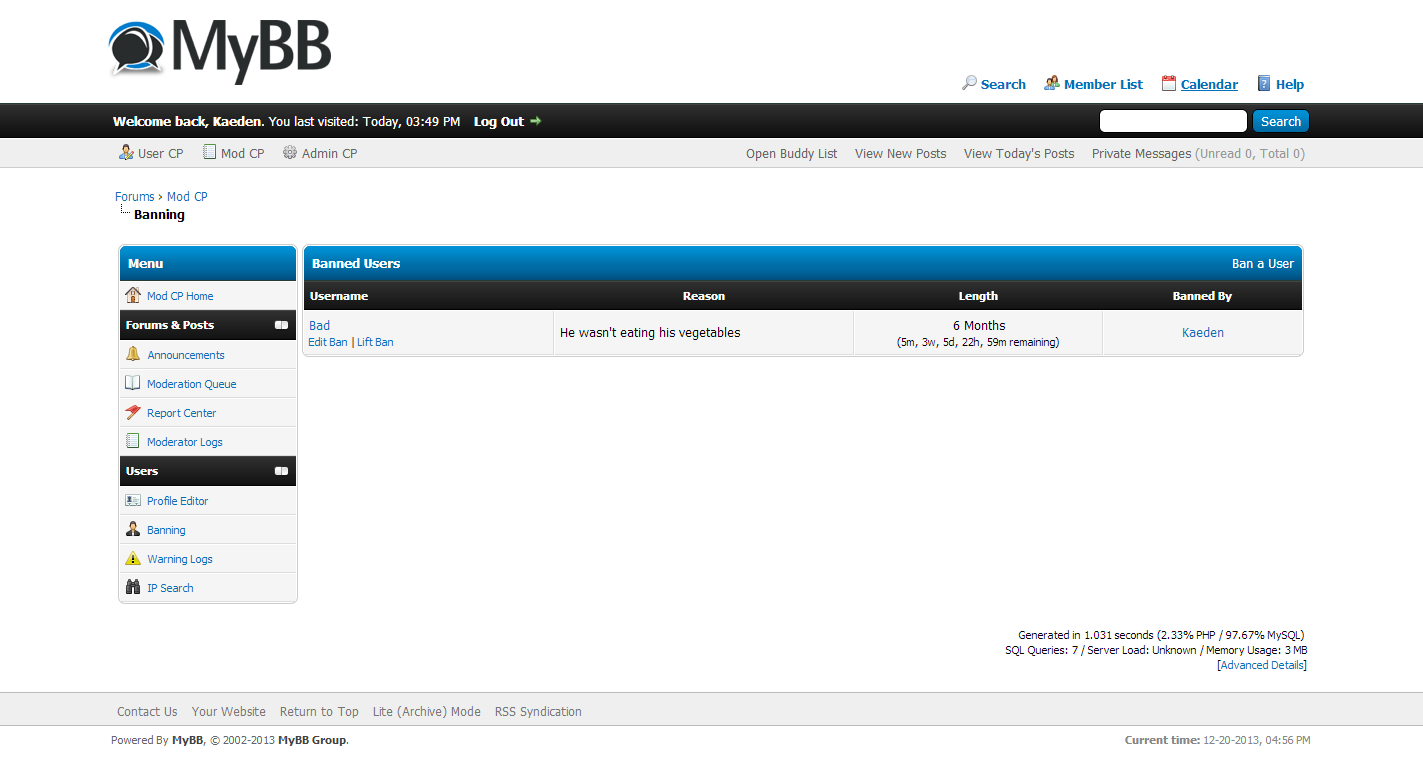 MyBB
Search Member List Calendar Help
Welcome back, Kaeden. You last visited: Today, 03:49 PM Log Out Search
User CP Mod CP Admin CP Open Buddy List View New Posts View Today's Posts Private Messages (Unread 0, Total 0)
Forums › Mod CP
Banning
Menu
Mod CP Home
Forums & Posts
Announcements
Moderation Queue
Report Center
Moderator Logs
Users
Profile Editor
Banning
Warning Logs
IP Search
Banned Users Ban a User
Username Reason Length Banned By
Bad
Edit Ban | Lift Ban
He wasn't eating his vegetables
6 Months
(5m, 3w, 5d, 22h, 59m remaining)
Kaeden
Generated in 1.031 seconds (2.33% PHP / 97.67% MySQL)
SQL Queries: 7 / Server Load: Unknown / Memory Usage: 3 MB
[Advanced Details]
Contact Us Your Website Return to Top Lite (Archive) Mode RSS Syndication
Powered By MyBB, © 2002-2013 MyBB Group. Current time: 12-20-2013, 04:56 PM